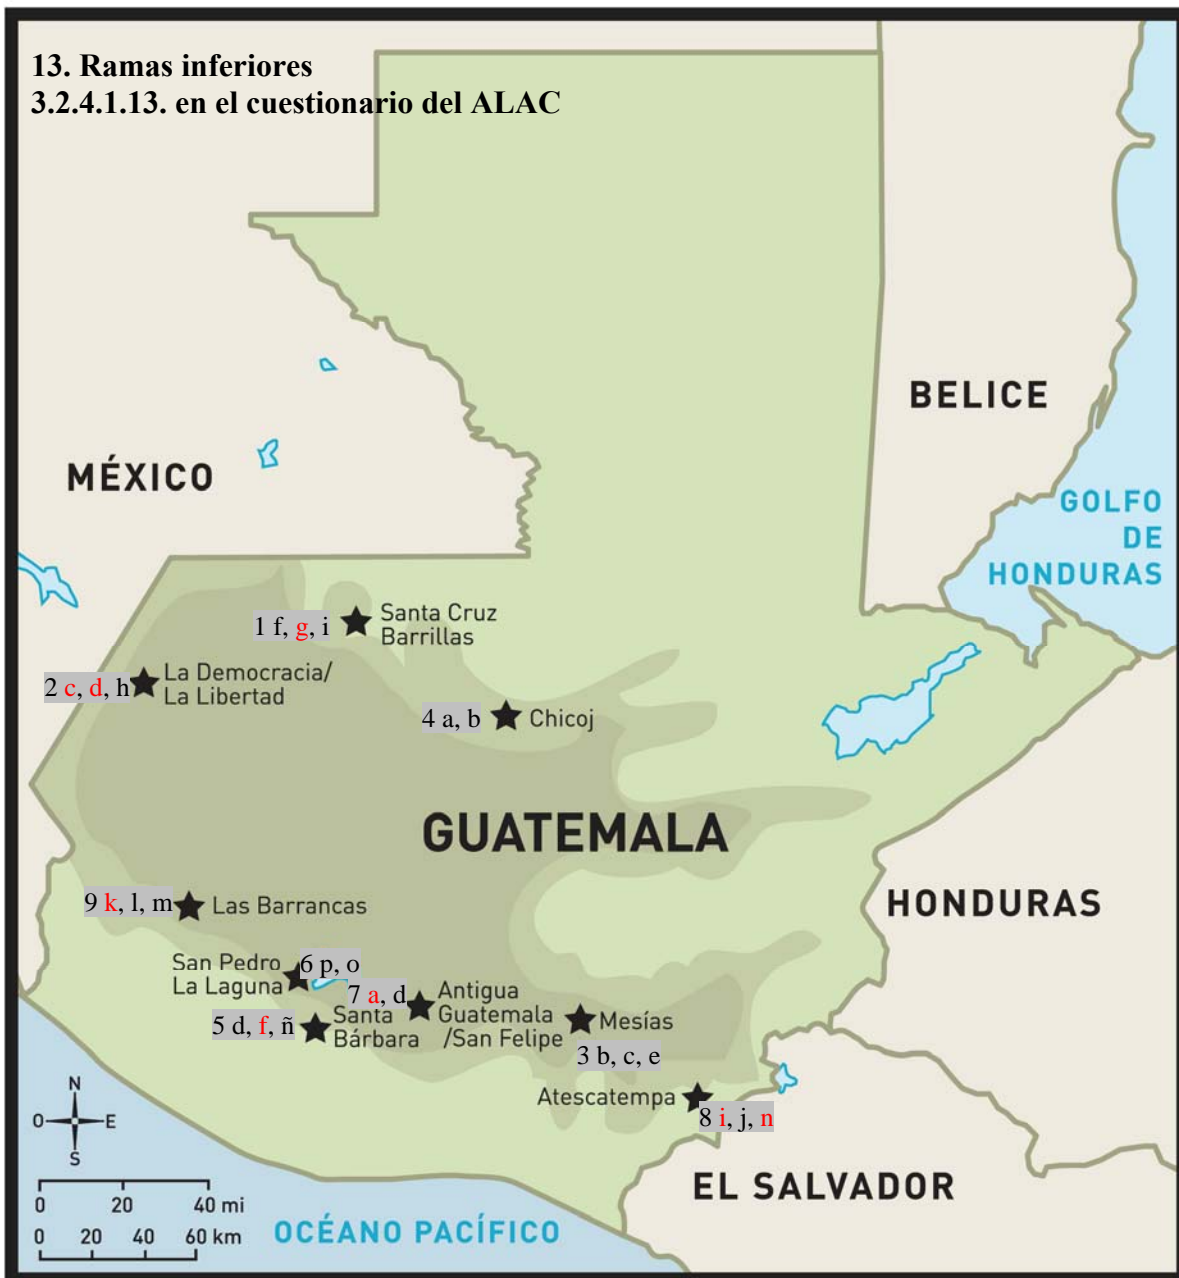 13. Ramas inferiores
3.2.4.1.13. en el cuestionario del ALAC
BELICE
MÉXICO
GOLFO
DE
HONDURAS
1 f, g, i
Santa Cruz
Barrillas
2 c, d, h
La Democracia/
La Libertad
4 a, b
Chicoj
GUATEMALA
HONDURAS
9 k, l, m
Las Barrancas
San Pedro
La Laguna
6 p, o
7 a, d
Antigua
Guatemala
/San Felipe
5 d, f, ñ
Santa
Bárbara
Mesías
3 b, c, e
Atescatempa
8 i, j, n
N
O
E
S
EL SALVADOR
0 20 40 mi
0 20 40 60 km
OCÉANO PACÍFICO